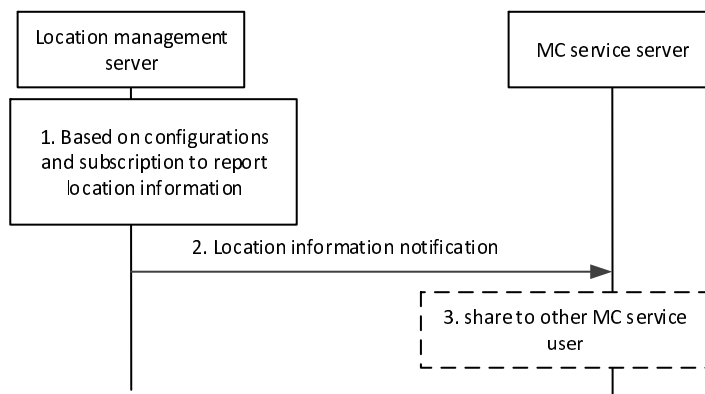 Location management
server
MC service server
1. Based on configurations
and subscription to report
location information
2. Location information notification
3. share to other MC service
user